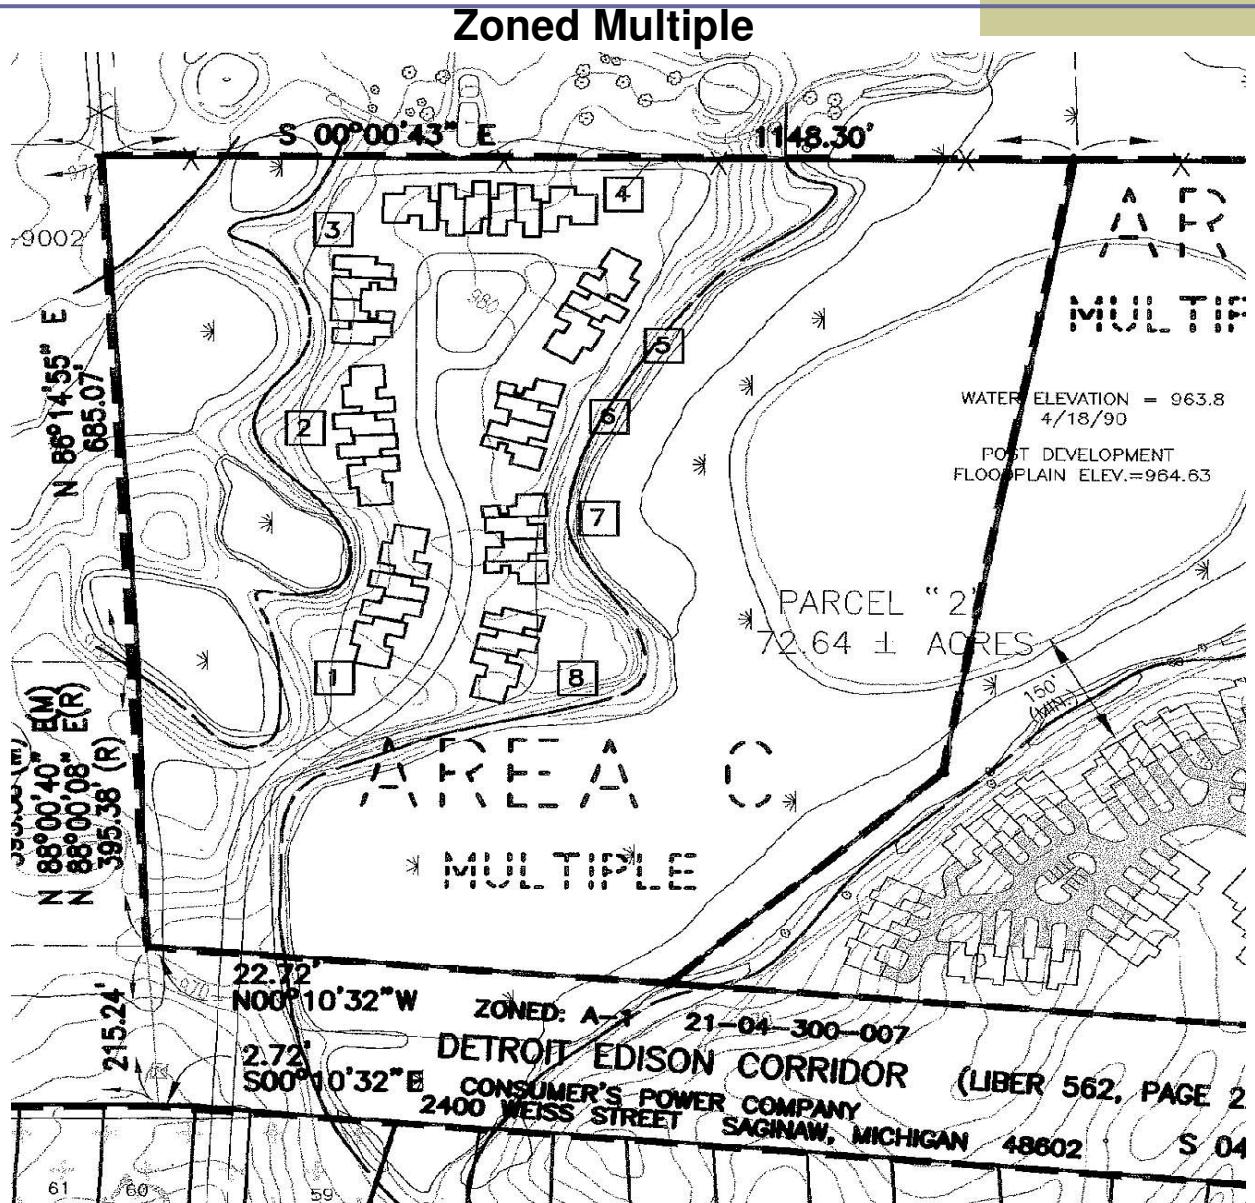 Zoned Multiple
S 00°00'43" E
1148.30'
-9002
N 86°14'55" E
685.07'
3
4
980
5
2
6
7
1
8
AR
MULTIP
WATER ELEVATION = 963.8
4/18/90
POST DEVELOPMENT
FLOODPLAIN ELEV.=964.63
PARCEL "2"
72.64 ± ACRES
150'
(MIN.)
N 88°00'40" E(M)
N 88°00'08" E(R)
395.38' (R)
AREA C
MULTIPLE
22.72'
N00°10'32"W
215.24'
2.72'
S00°10'32"E
ZONED: A-1
21-04-300-007
DETROIT EDISON CORRIDOR
(LIBER 562, PAGE 2
CONSUMER'S POWER COMPANY
2400 WEISS STREET SAGINAW, MICHIGAN 48602
S 04
61
60
59